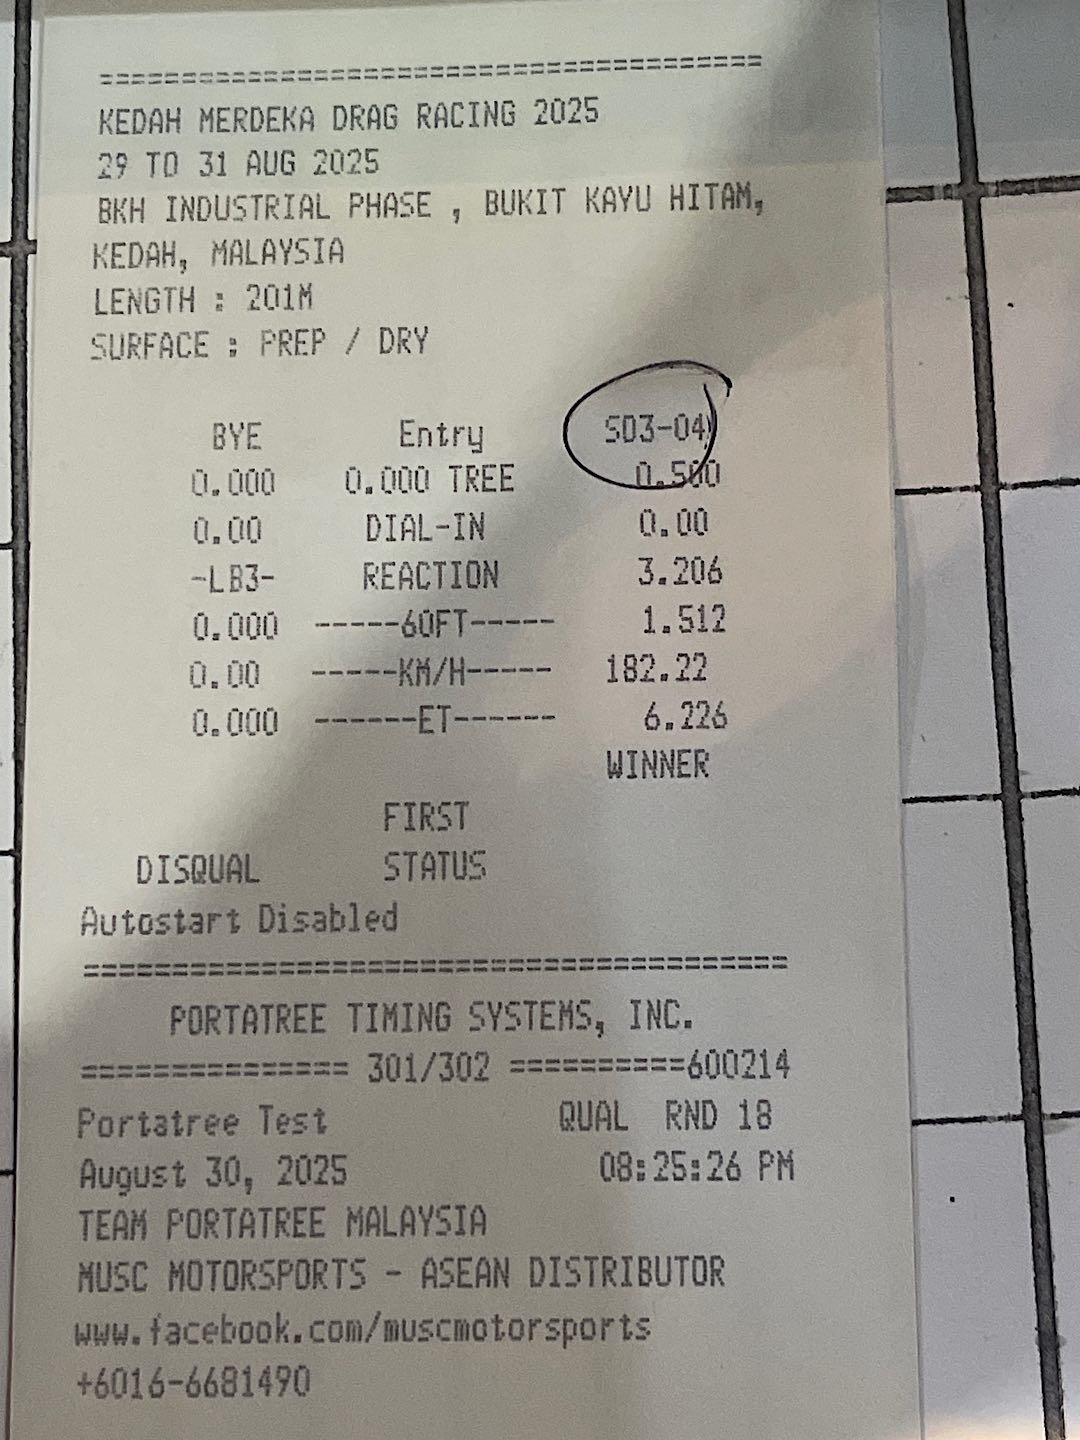 =======================================
KEDAH MERDEKA DRAG RACING 2025
29 TO 31 AUG 2025
BKH INDUSTRIAL PHASE , BUKIT KAYU HITAM,
KEDAH, MALAYSIA
LENGTH : 201M
SURFACE : PREP / DRY
BYE Entry SD3-04
0.000 0.000 TREE 0.500
0.00 DIAL-IN 0.00
-LB3- REACTION 3.206
0.000 -----60FT----- 1.512
0.00 -----KM/H----- 182.22
0.000 ------ET------ 6.226
WINNER
FIRST
DISQUAL STATUS
Autostart Disabled
==========================================
PORTATREE TIMING SYSTEMS, INC.
================ 301/302 ==========600214
Portatree Test QUAL RND 18
August 30, 2025 08:25:26 PM
TEAM PORTATREE MALAYSIA
MUSC MOTORSPORTS - ASEAN DISTRIBUTOR
www.facebook.com/muscmotorsports
+6016-6681490